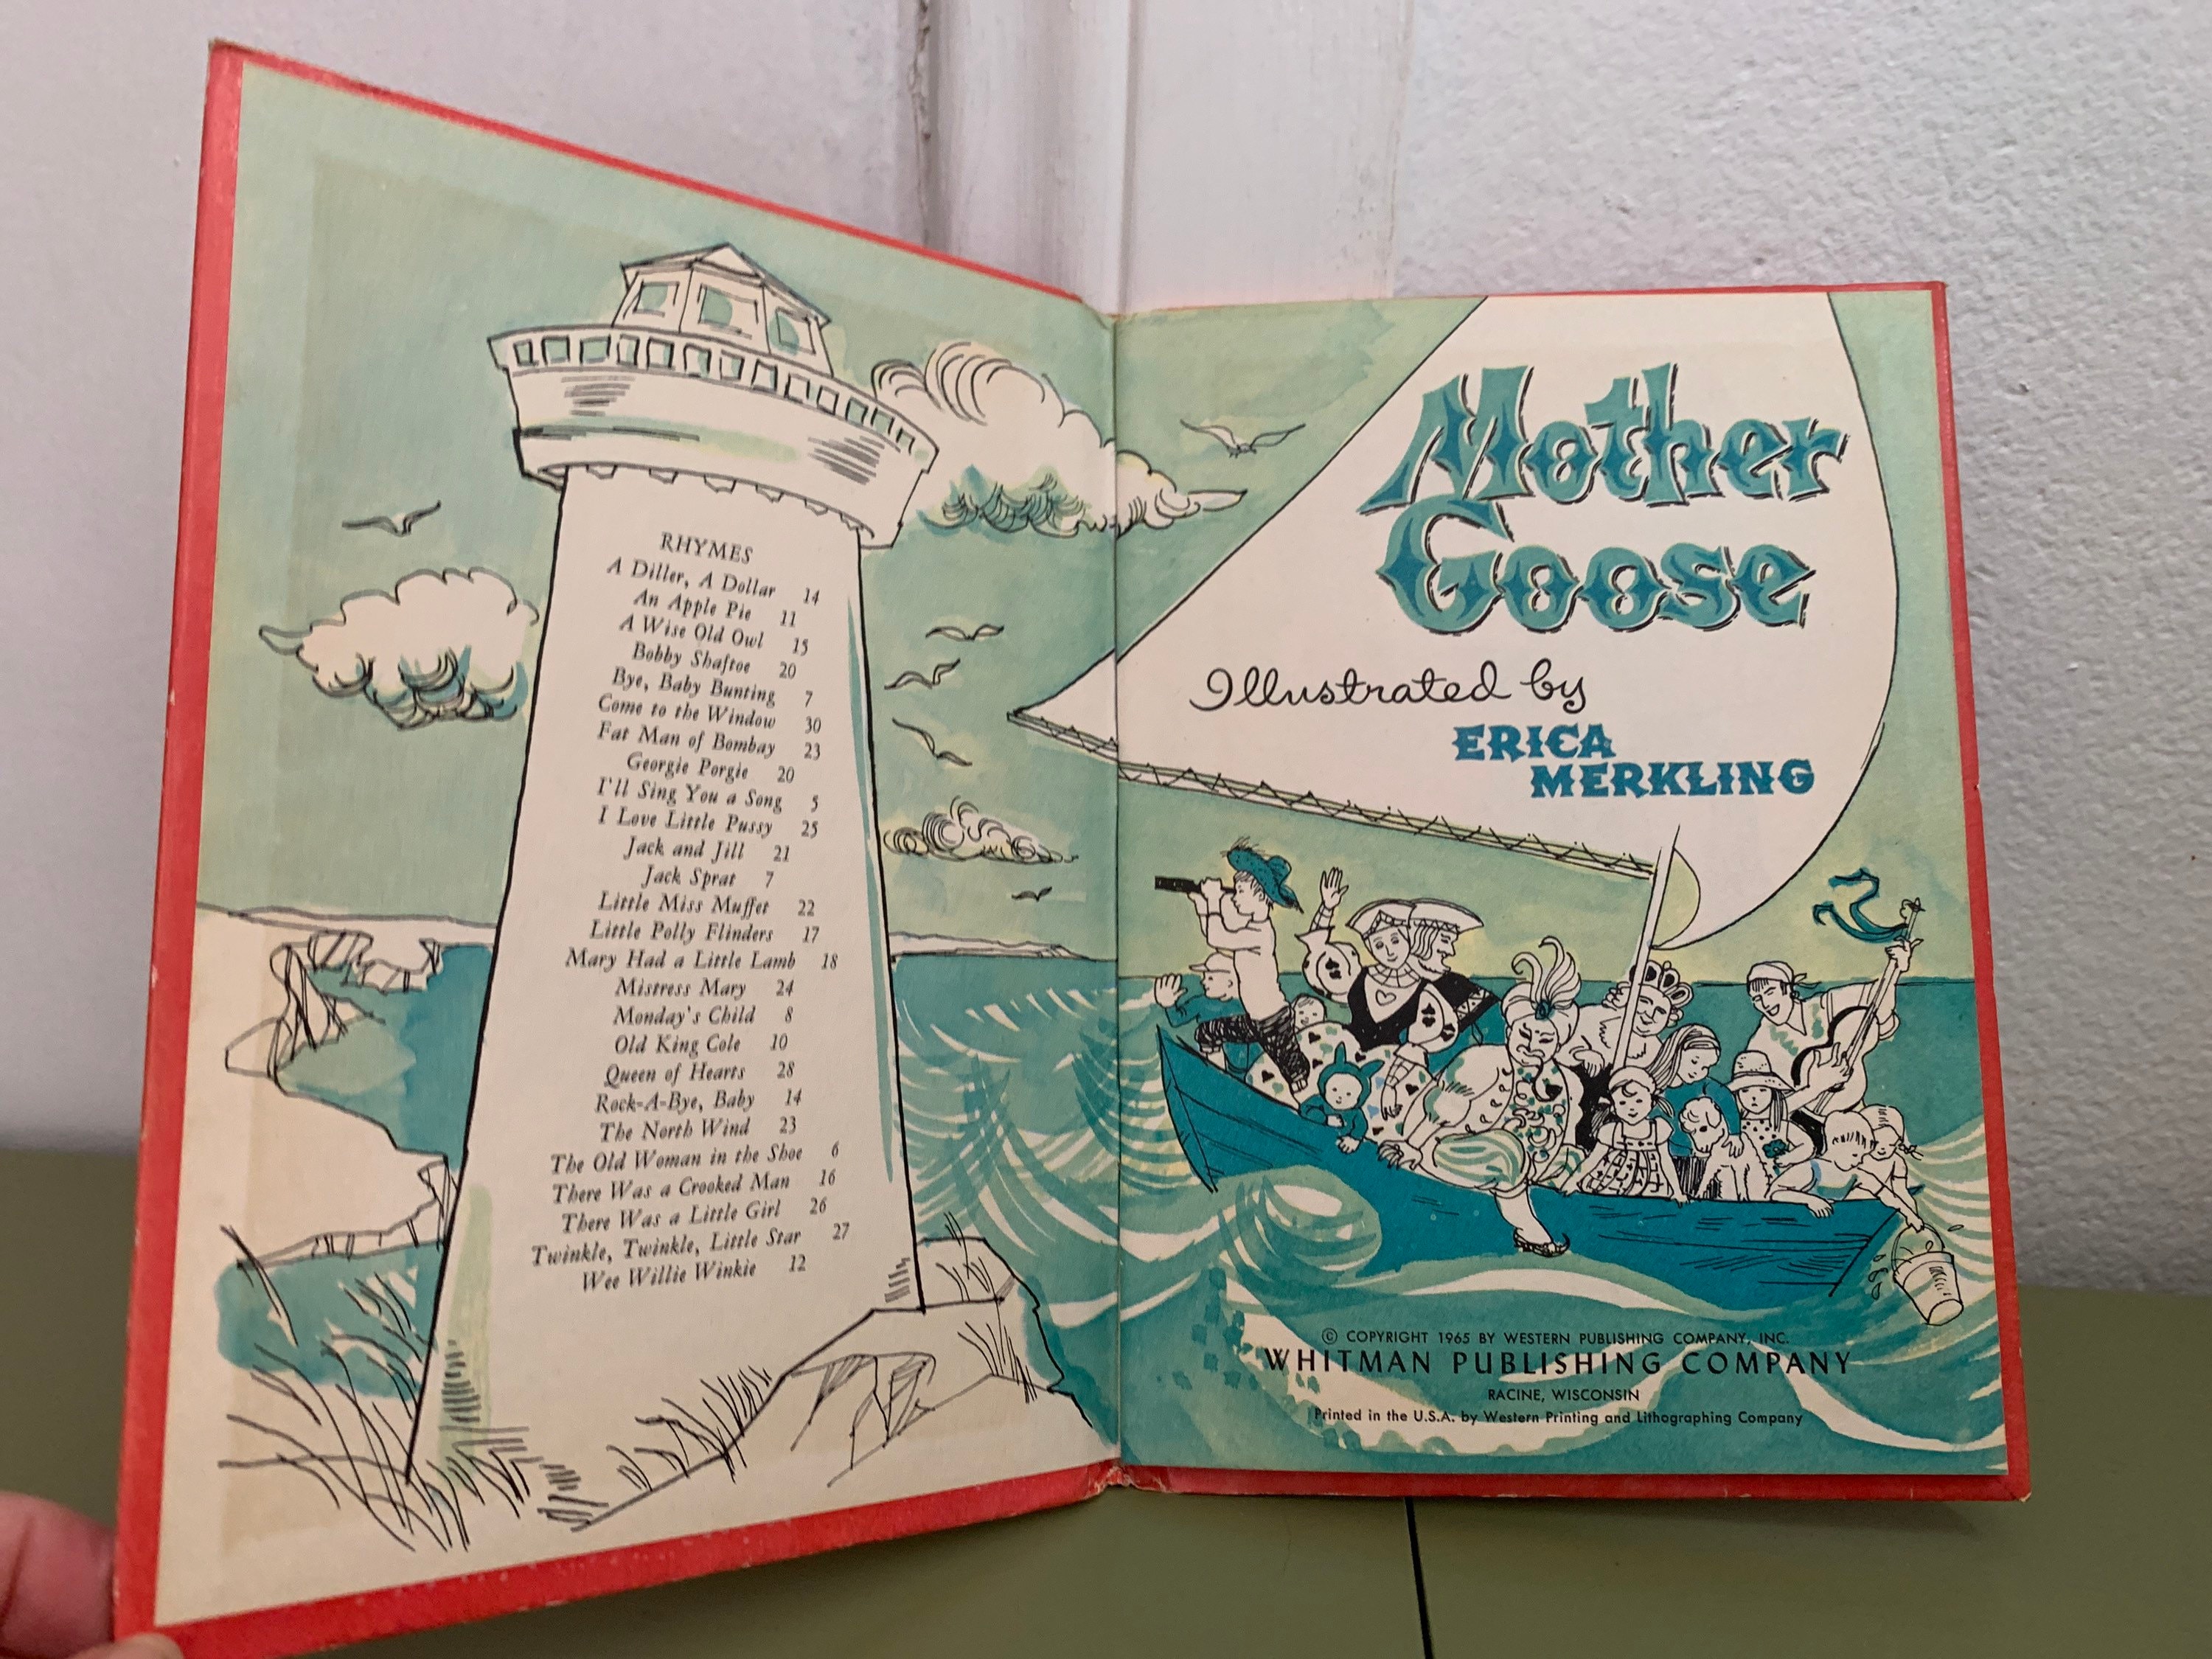 RHYMES
A Diller, A Dollar 14
An Apple Pie 11
A Wise Old Owl 15
Bobby Shaftoe 20
Bye, Baby Bunting 7
Come to the Window 30
Fat Man of Bombay 23
Georgie Porgie 20
I'll Sing You a Song 5
I Love Little Pussy 25
Jack and Jill 21
Jack Sprat 7
Little Miss Muffet 22
Little Polly Flinders 17
Mary Had a Little Lamb 18
Mistress Mary 24
Monday's Child 8
Old King Cole 10
Queen of Hearts 28
Rock-A-Bye, Baby 14
The North Wind 23
The Old Woman in the Shoe 6
There Was a Crooked Man 16
There Was a Little Girl 26
Twinkle, Twinkle, Little Star 27
Wee Willie Winkie 12
Mother
Goose
Illustrated by
ERICA
MERKLING
© COPYRIGHT 1965 BY WESTERN PUBLISHING COMPANY, INC.
WHITMAN PUBLISHING COMPANY
RACINE, WISCONSIN
Printed in the U.S.A. by Western Printing and Lithographing Company